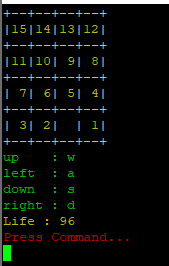 +--+--+--+--+
|15|14|13|12|
+--+--+--+--+
|11|10| 9| 8|
+--+--+--+--+
| 7| 6| 5| 4|
+--+--+--+--+
| 3| 2|  | 1|
+--+--+--+--+
up    : w
left  : a
down  : s
right : d
Life : 96
Press Command...